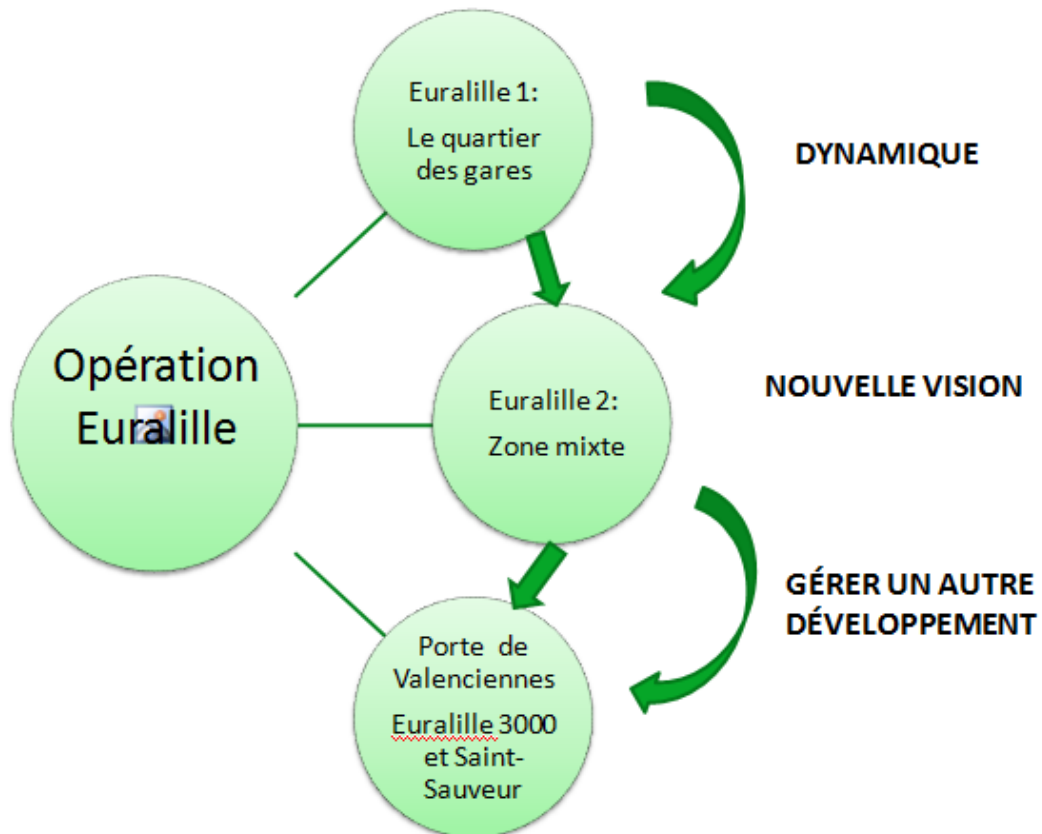 Euralille 1:
Le quartier
des gares
DYNAMIQUE
Opération
Euralille
Euralille 2:
Zone mixte
NOUVELLE VISION
Porte de
Valenciennes
Euralille 3000
et Saint-
Sauveur
GÉRER UN AUTRE
DÉVELOPPEMENT